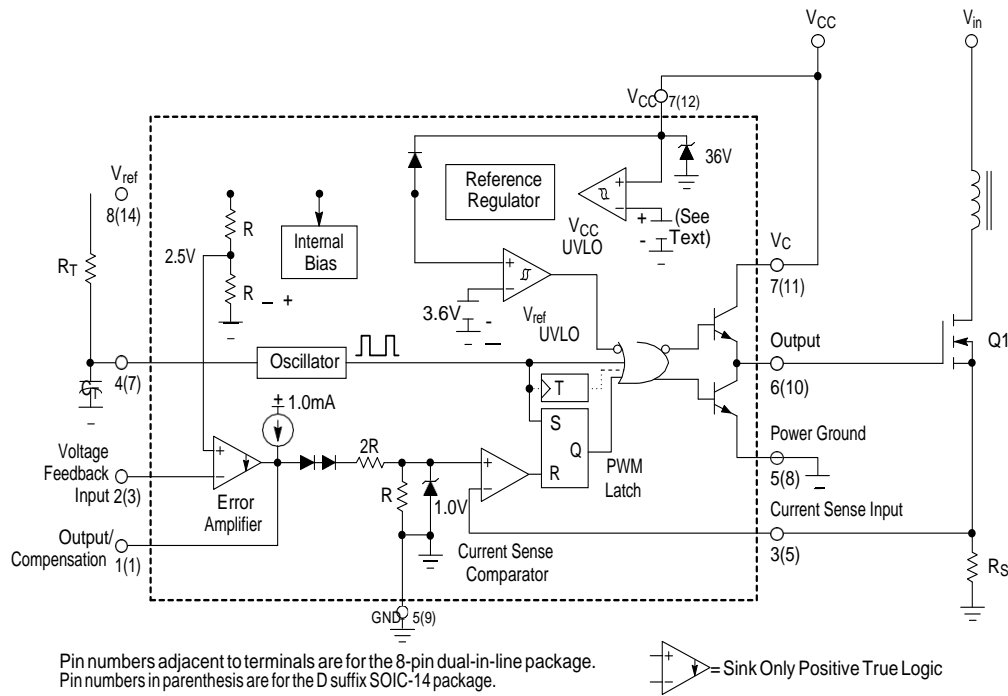 VCC
Vin
VCC 7(12)
Vref
8(14)
36V
Reference
Regulator
+
−
VCC
UVLO
+
-
(See
Text)
RT
2.5V
R
R
Internal
Bias
− +
+
−
3.6V
-
Vref
UVLO
VC
7(11)
Output
6(10)
Q1
4(7)
Oscillator
T
CT
± 1.0mA
S
Q
R
PWM
Latch
Power Ground
5(8)
Voltage
Feedback
Input 2(3)
+
−
Error
Amplifier
2R
R
1.0V
+
−
Current Sense
Comparator
Current Sense Input
3(5)
RS
Output/
Compensation 1(1)
GND 5(9)
Pin numbers adjacent to terminals are for the 8-pin dual-in-line package.
Pin numbers in parenthesis are for the D suffix SOIC-14 package.
= Sink Only Positive True Logic